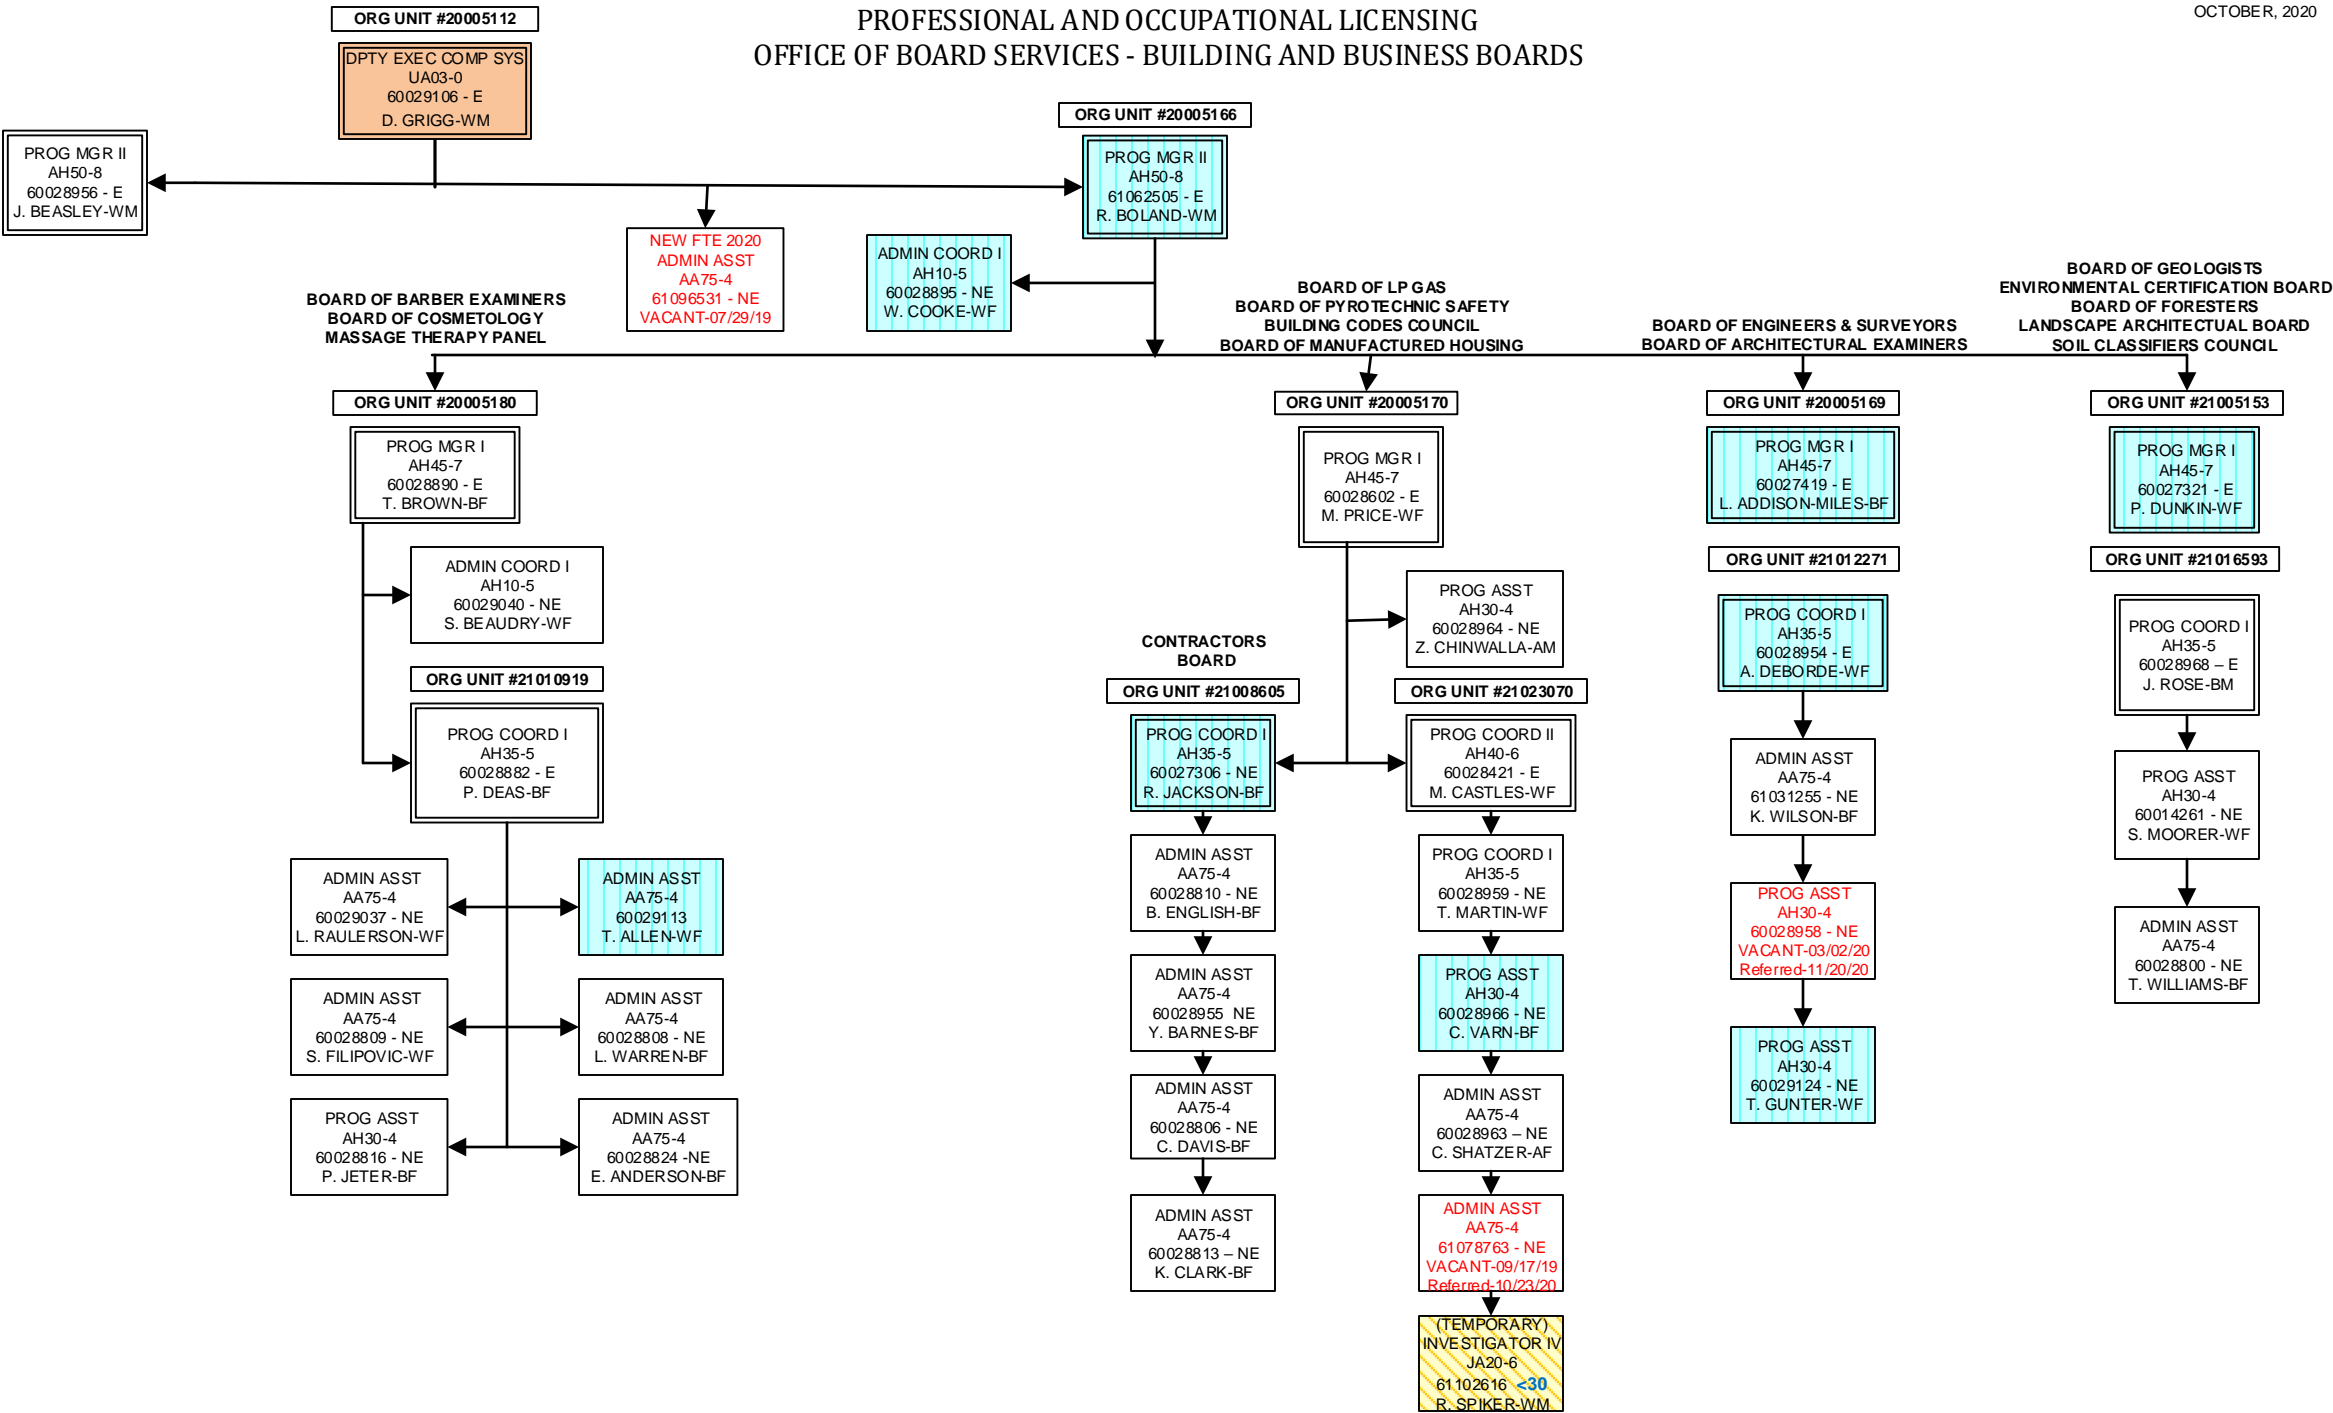 OCTOBER, 2020
PROFESSIONAL AND OCCUPATIONAL LICENSING
OFFICE OF BOARD SERVICES - BUILDING AND BUSINESS BOARDS
ORG UNIT #20005112
DPTY EXEC COMP SYS
UA03-0
60029106 - E
D. GRIGG-WM
PROG MGR II
AH50-8
60028956 - E
J. BEASLEY-WM
ORG UNIT #20005166
PROG MGR II
AH50-8
61062505 - E
R. BOLAND-WM
NEW FTE 2020
ADMIN ASST
AA75-4
61096531 - NE
VACANT-07/29/19
ADMIN COORD I
AH10-5
60028895 - NE
W. COOKE-WF
BOARD OF BARBER EXAMINERS
BOARD OF COSMETOLOGY
MASSAGE THERAPY PANEL
ORG UNIT #20005180
PROG MGR I
AH45-7
60028890 - E
T. BROWN-BF
ADMIN COORD I
AH10-5
60029040 - NE
S. BEAUDRY-WF
ORG UNIT #21010919
PROG COORD I
AH35-5
60028882 - E
P. DEAS-BF
ADMIN ASST
AA75-4
60029037 - NE
L. RAULERSON-WF
ADMIN ASST
AA75-4
60029113
T. ALLEN-WF
ADMIN ASST
AA75-4
60028809 - NE
S. FILIPOVIC-WF
ADMIN ASST
AA75-4
60028808 - NE
L. WARREN-BF
PROG ASST
AH30-4
60028816 - NE
P. JETER-BF
ADMIN ASST
AA75-4
60028824 -NE
E. ANDERSON-BF
BOARD OF LP GAS
BOARD OF PYROTECHNIC SAFETY
BUILDING CODES COUNCIL
BOARD OF MANUFACTURED HOUSING
ORG UNIT #20005170
PROG MGR I
AH45-7
60028602 - E
M. PRICE-WF
PROG ASST
AH30-4
60028964 - NE
Z. CHINWALLA-AM
CONTRACTORS
BOARD
ORG UNIT #21008605
PROG COORD I
AH35-5
60027306 - NE
R. JACKSON-BF
ADMIN ASST
AA75-4
60028810 - NE
B. ENGLISH-BF
ADMIN ASST
AA75-4
60028955 NE
Y. BARNES-BF
ADMIN ASST
AA75-4
60028806 - NE
C. DAVIS-BF
ADMIN ASST
AA75-4
60028813 – NE
K. CLARK-BF
ORG UNIT #21023070
PROG COORD II
AH40-6
60028421 - E
M. CASTLES-WF
PROG COORD I
AH35-5
60028959 - NE
T. MARTIN-WF
PROG ASST
AH30-4
60028966 - NE
C. VARN-BF
ADMIN ASST
AA75-4
60028963 – NE
C. SHATZER-AF
ADMIN ASST
AA75-4
61078763 - NE
VACANT-09/17/19
Referred-10/23/20
(TEMPORARY)
INVESTIGATOR IV
JA20-6
61102616 <30
R. SPIKER-WM
BOARD OF ENGINEERS & SURVEYORS
BOARD OF ARCHITECTURAL EXAMINERS
ORG UNIT #20005169
PROG MGR I
AH45-7
60027419 - E
L. ADDISON-MILES-BF
ORG UNIT #21012271
PROG COORD I
AH35-5
60028954 - E
A. DEBORDE-WF
ADMIN ASST
AA75-4
61031255 - NE
K. WILSON-BF
PROG ASST
AH30-4
60028958 - NE
VACANT-03/02/20
Referred-11/20/20
PROG ASST
AH30-4
60029124 - NE
T. GUNTER-WF
BOARD OF GEOLOGISTS
ENVIRONMENTAL CERTIFICATION BOARD
BOARD OF FORESTERS
LANDSCAPE ARCHITECTUAL BOARD
SOIL CLASSIFIERS COUNCIL
ORG UNIT #21005153
PROG MGR I
AH45-7
60027321 - E
P. DUNKIN-WF
ORG UNIT #21016593
PROG COORD I
AH35-5
60028968 – E
J. ROSE-BM
PROG ASST
AH30-4
60014261 - NE
S. MOORER-WF
ADMIN ASST
AA75-4
60028800 - NE
T. WILLIAMS-BF